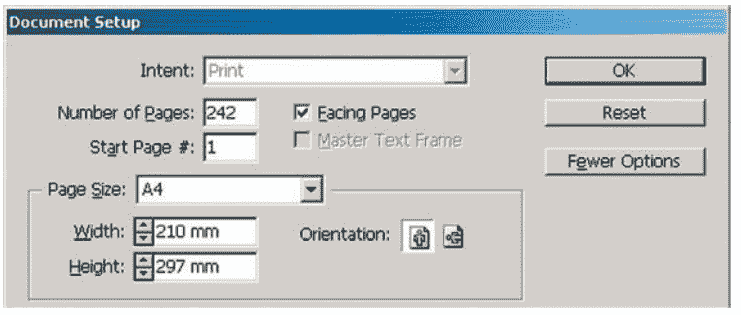 Document Setup
Intent: Print
OK
Number of Pages: 242
Facing Pages
Reset
Start Page #: 1
Master Text Frame
Fewer Options
Page Size: A4
Width: 210 mm
Orientation:
Height: 297 mm